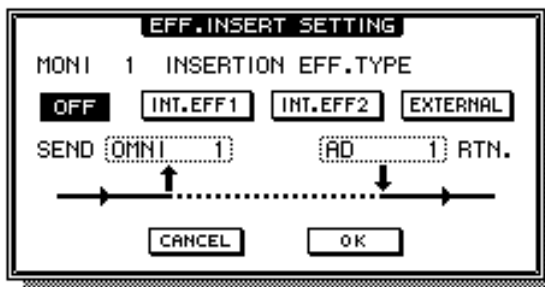 EFF.INSERT SETTING
MONI 1 INSERTION EFF.TYPE
OFF INT.EFF1 INT.EFF2 EXTERNAL
SEND OMNI 1 AD 1 RTN.
CANCEL OK